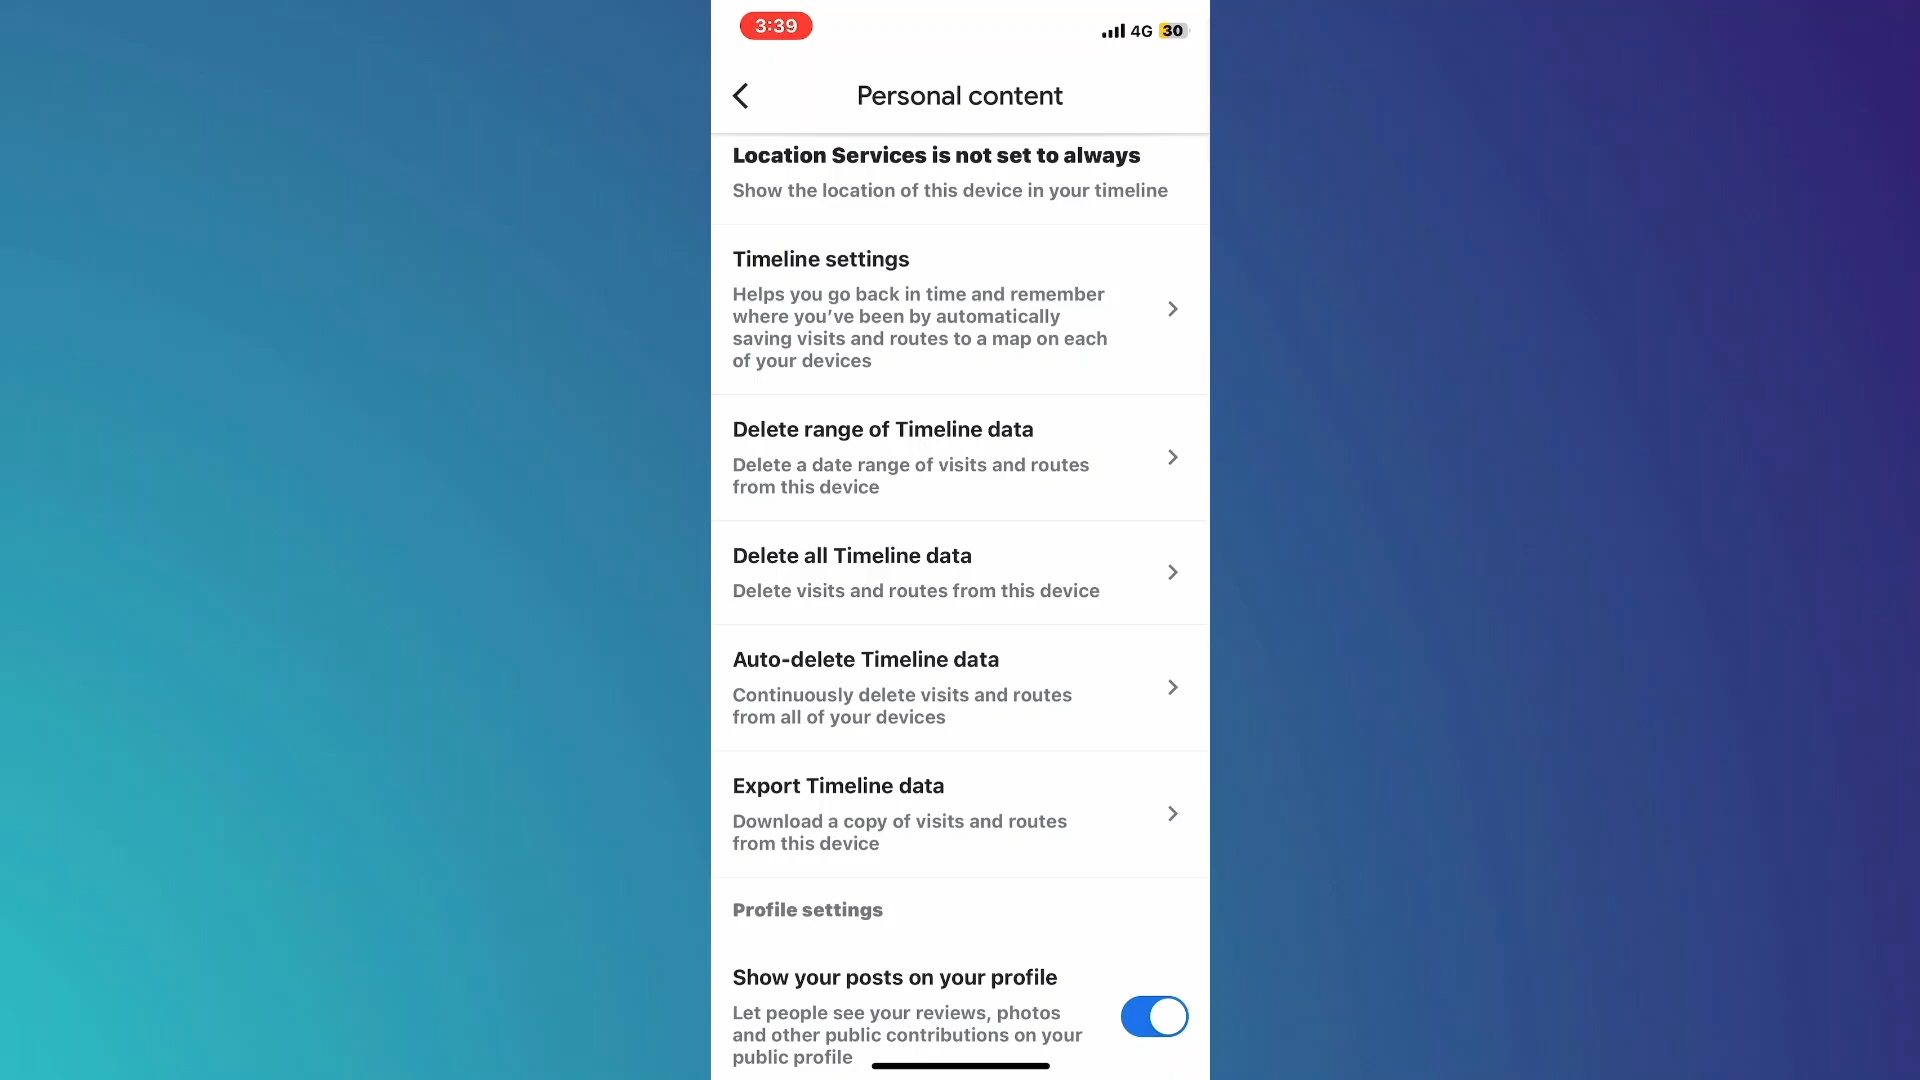 3:39
4G 30
Personal content
Location Services is not set to always
Show the location of this device in your timeline
Timeline settings
Helps you go back in time and remember
where you’ve been by automatically
saving visits and routes to a map on each
of your devices
Delete range of Timeline data
Delete a date range of visits and routes
from this device
Delete all Timeline data
Delete visits and routes from this device
Auto-delete Timeline data
Continuously delete visits and routes
from all of your devices
Export Timeline data
Download a copy of visits and routes
from this device
Profile settings
Show your posts on your profile
Let people see your reviews, photos
and other public contributions on your
public profile